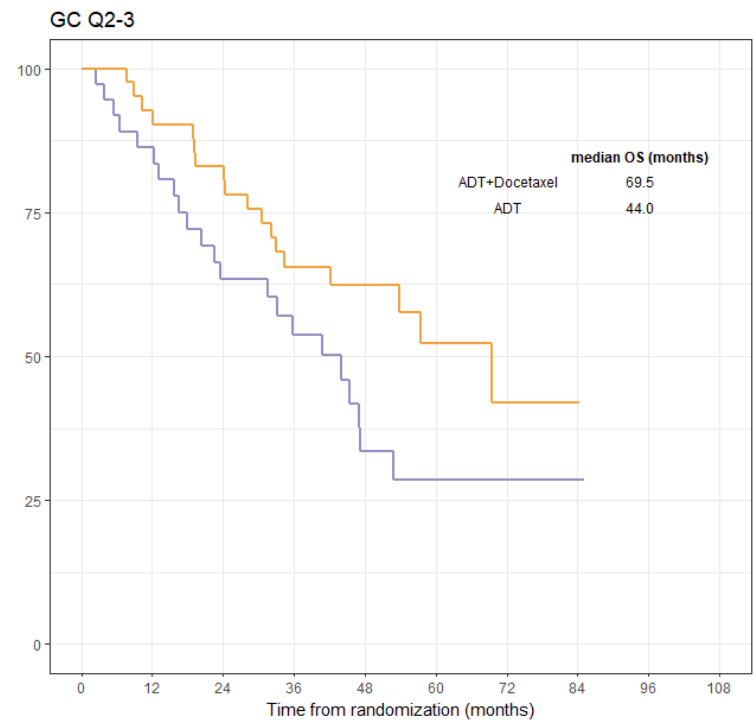 GC Q2-3
100
75
50
25
0
median OS (months)
ADT+Docetaxel 69.5
ADT 44.0
0 12 24 36 48 60 72 84 96 108
Time from randomization (months)